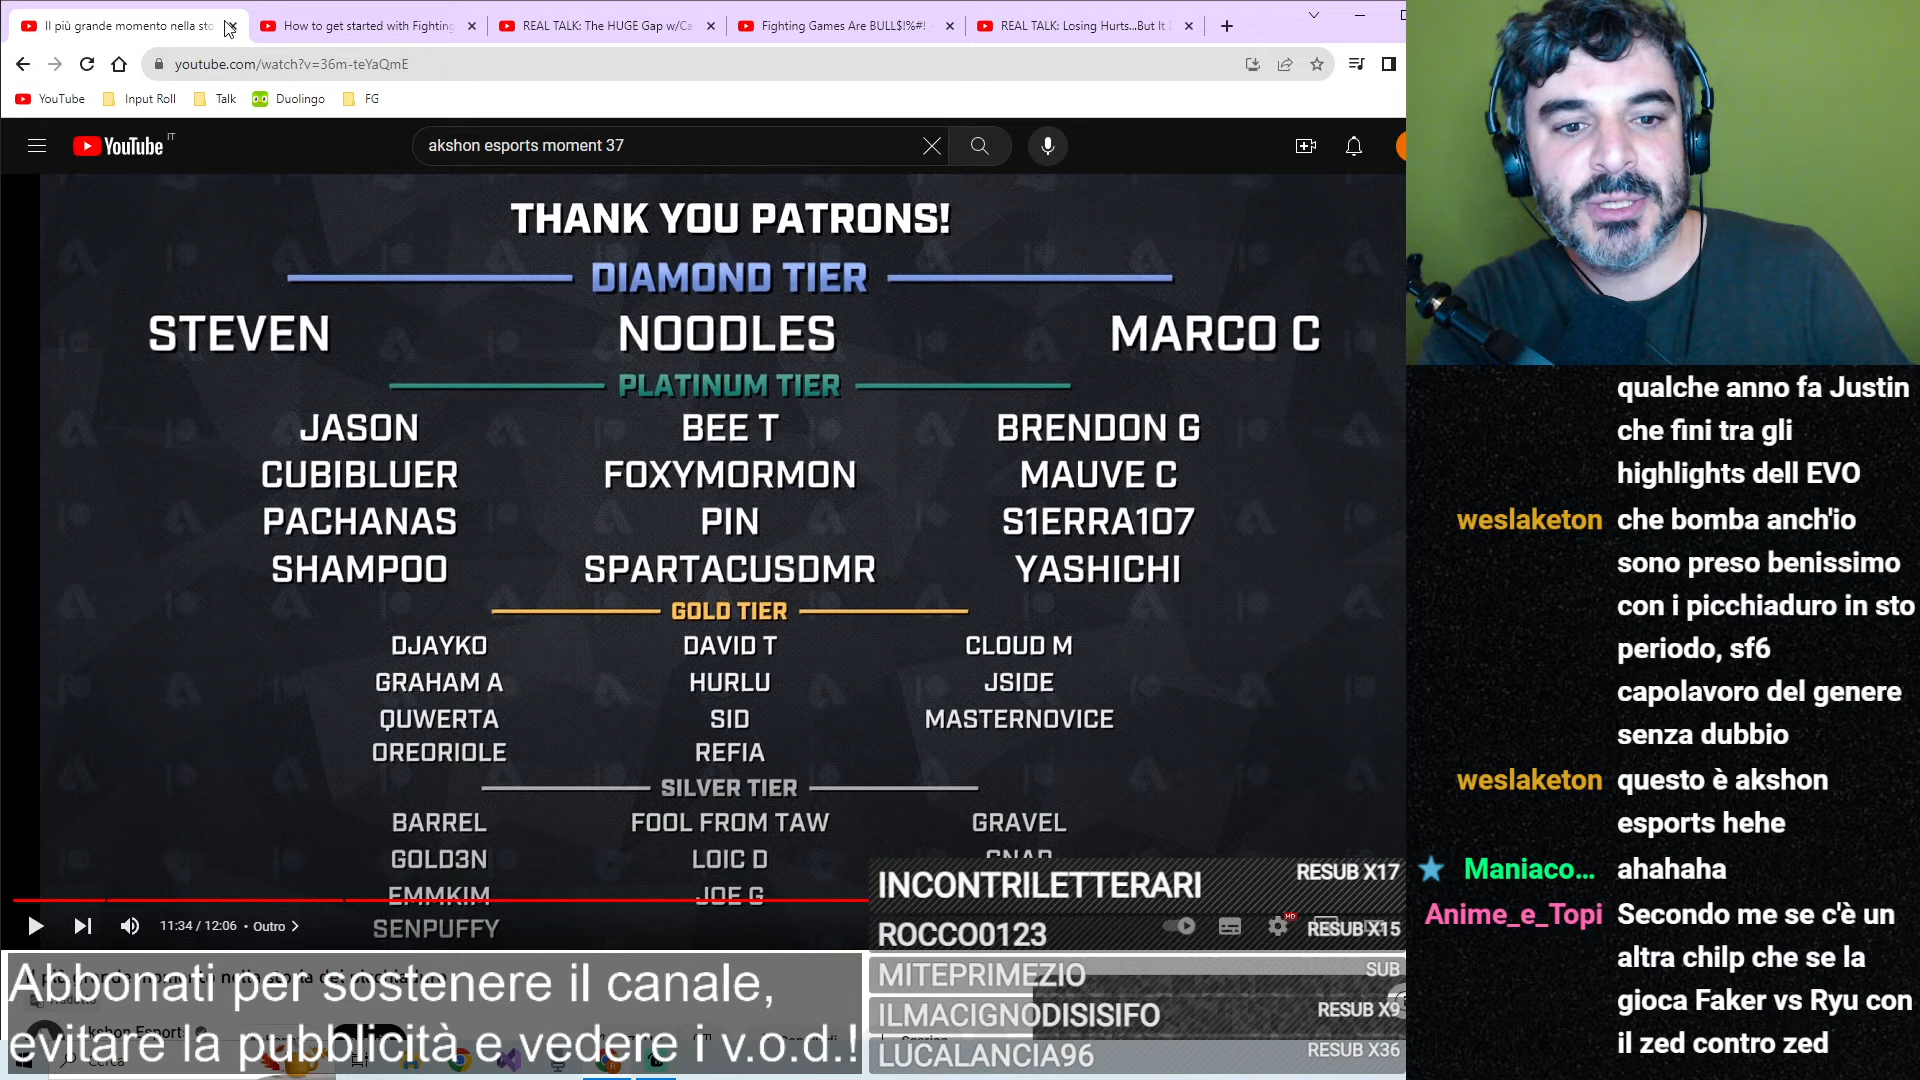 Il più grande momento nella sto
How to get started with Fighting
REAL TALK: The HUGE Gap w/Ca
Fighting Games Are BULL$!%#!
REAL TALK: Losing Hurts...But It
youtube.com/watch?v=36m-teYaQmE
YouTube
Input Roll
Talk
Duolingo
FG
YouTube IT
akshon esports moment 37
THANK YOU PATRONS!
DIAMOND TIER
STEVEN NOODLES MARCO C
PLATINUM TIER
JASON BEE T BRENDON G
CUBIBLUER FOXYMORMON MAUVE C
PACHANAS PIN S1ERRA107
SHAMPOO SPARTACUSDMR YASHICHI
GOLD TIER
DJAYKO DAVID T CLOUD M
GRAHAM A HURLU JSIDE
QUWERTA SID MASTERNOVICE
OREORIOLE REFIA
SILVER TIER
BARREL FOOL FROM TAW GRAVEL
GOLD3N LOIC D
EMMKIM JOE G
SENPUFFY
11:34 / 12:06 • Outro
HD
INCONTRILETTERARI RESUB X17
ROCCO0123 RESUB X15
MITEPRIMEZIO SUB
ILMACIGNODISISIFO RESUB X9
LUCALANCIA96 RESUB X36
Abbonati per sostenere il canale,
evitare la pubblicità e vedere i v.o.d.!
Cerca
qualche anno fa Justin
che fini tra gli
highlights dell EVO
weslaketon che bomba anch'io
sono preso benissimo
con i picchiaduro in sto
periodo, sf6
capolavoro del genere
senza dubbio
weslaketon questo è akshon
esports hehe
Maniaco... ahahaha
Anime_e_Topi Secondo me se c'è un
altra chilp che se la
gioca Faker vs Ryu con
il zed contro zed